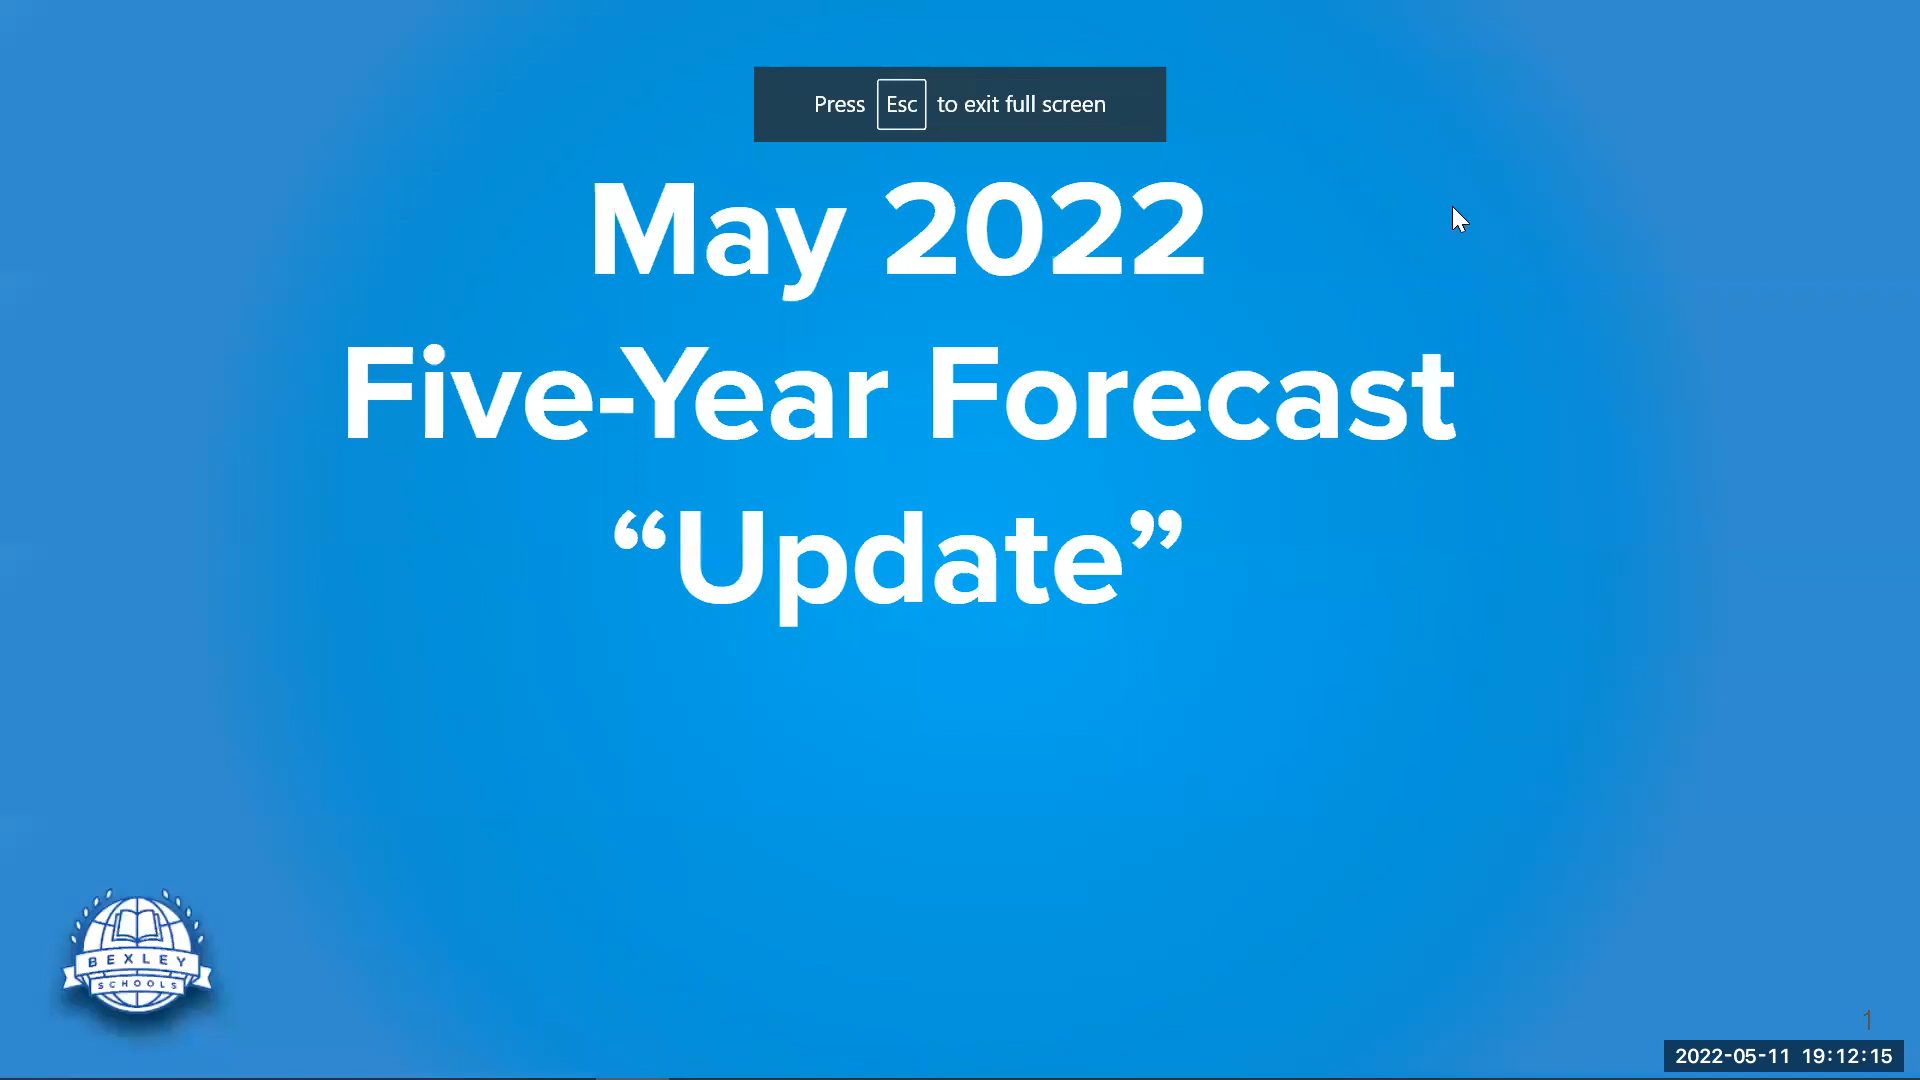 Press Esc to exit full screen
May 2022
Five-Year Forecast
“Update”
BEXLEY
SCHOOLS
1
2022-05-11 19:12:15